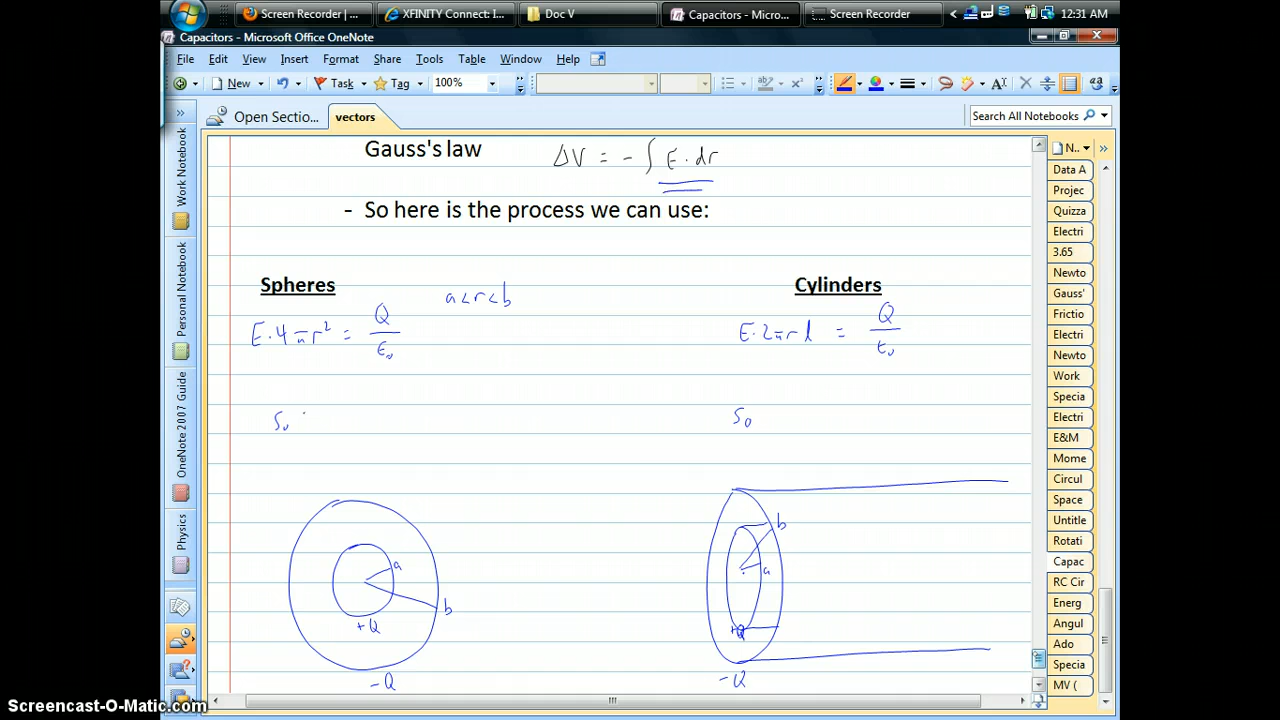 Screen Recorder | ...
XFINITY Connect: I...
Doc V
Capacitors - Micro...
Screen Recorder
12:31 AM
Capacitors - Microsoft Office OneNote
File Edit View Insert Format Share Tools Table Window Help
New Task Tag 100%
Open Sectio... vectors Search All Notebooks
Work Notebook
Personal Notebook
OneNote 2007 Guide
Physics
Gauss's law
ΔV = - ∫ E · dr
- So here is the process we can use:
Spheres
Cylinders
a < r < b
E · 4πr² = Q / ε₀
E · 2πr l = Q / ε₀
So
So
a
b
+Q
-Q
b
a
+Q
-Q
N..
Data A
Projec
Quizza
Electri
3.65
Newto
Gauss'
Frictio
Electri
Newto
Work
Specia
Electri
E&M
Mome
Circul
Space
Untitle
Rotati
Capac
RC Cir
Energ
Angul
Ado
Specia
MV (
Screencast-O-Matic.com